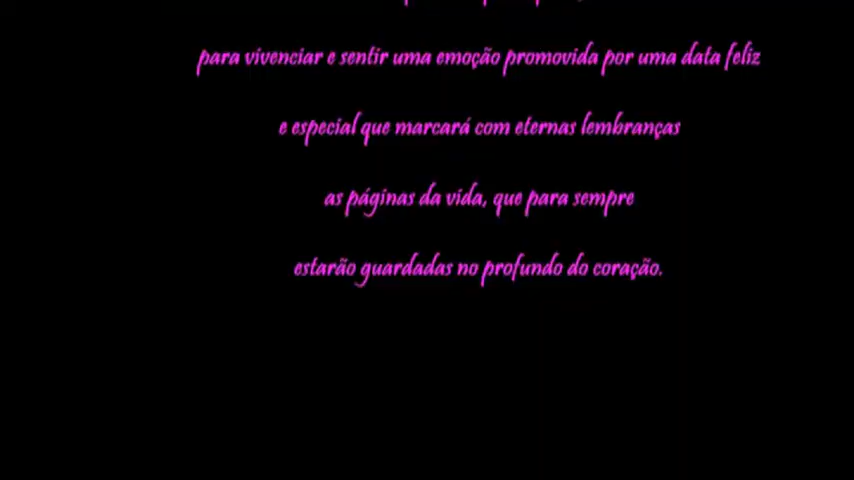 para vivenciar e sentir uma emoção promovida por uma data feliz
e especial que marcará com eternas lembranças
as páginas da vida, que para sempre
estarão guardadas no profundo do coração.